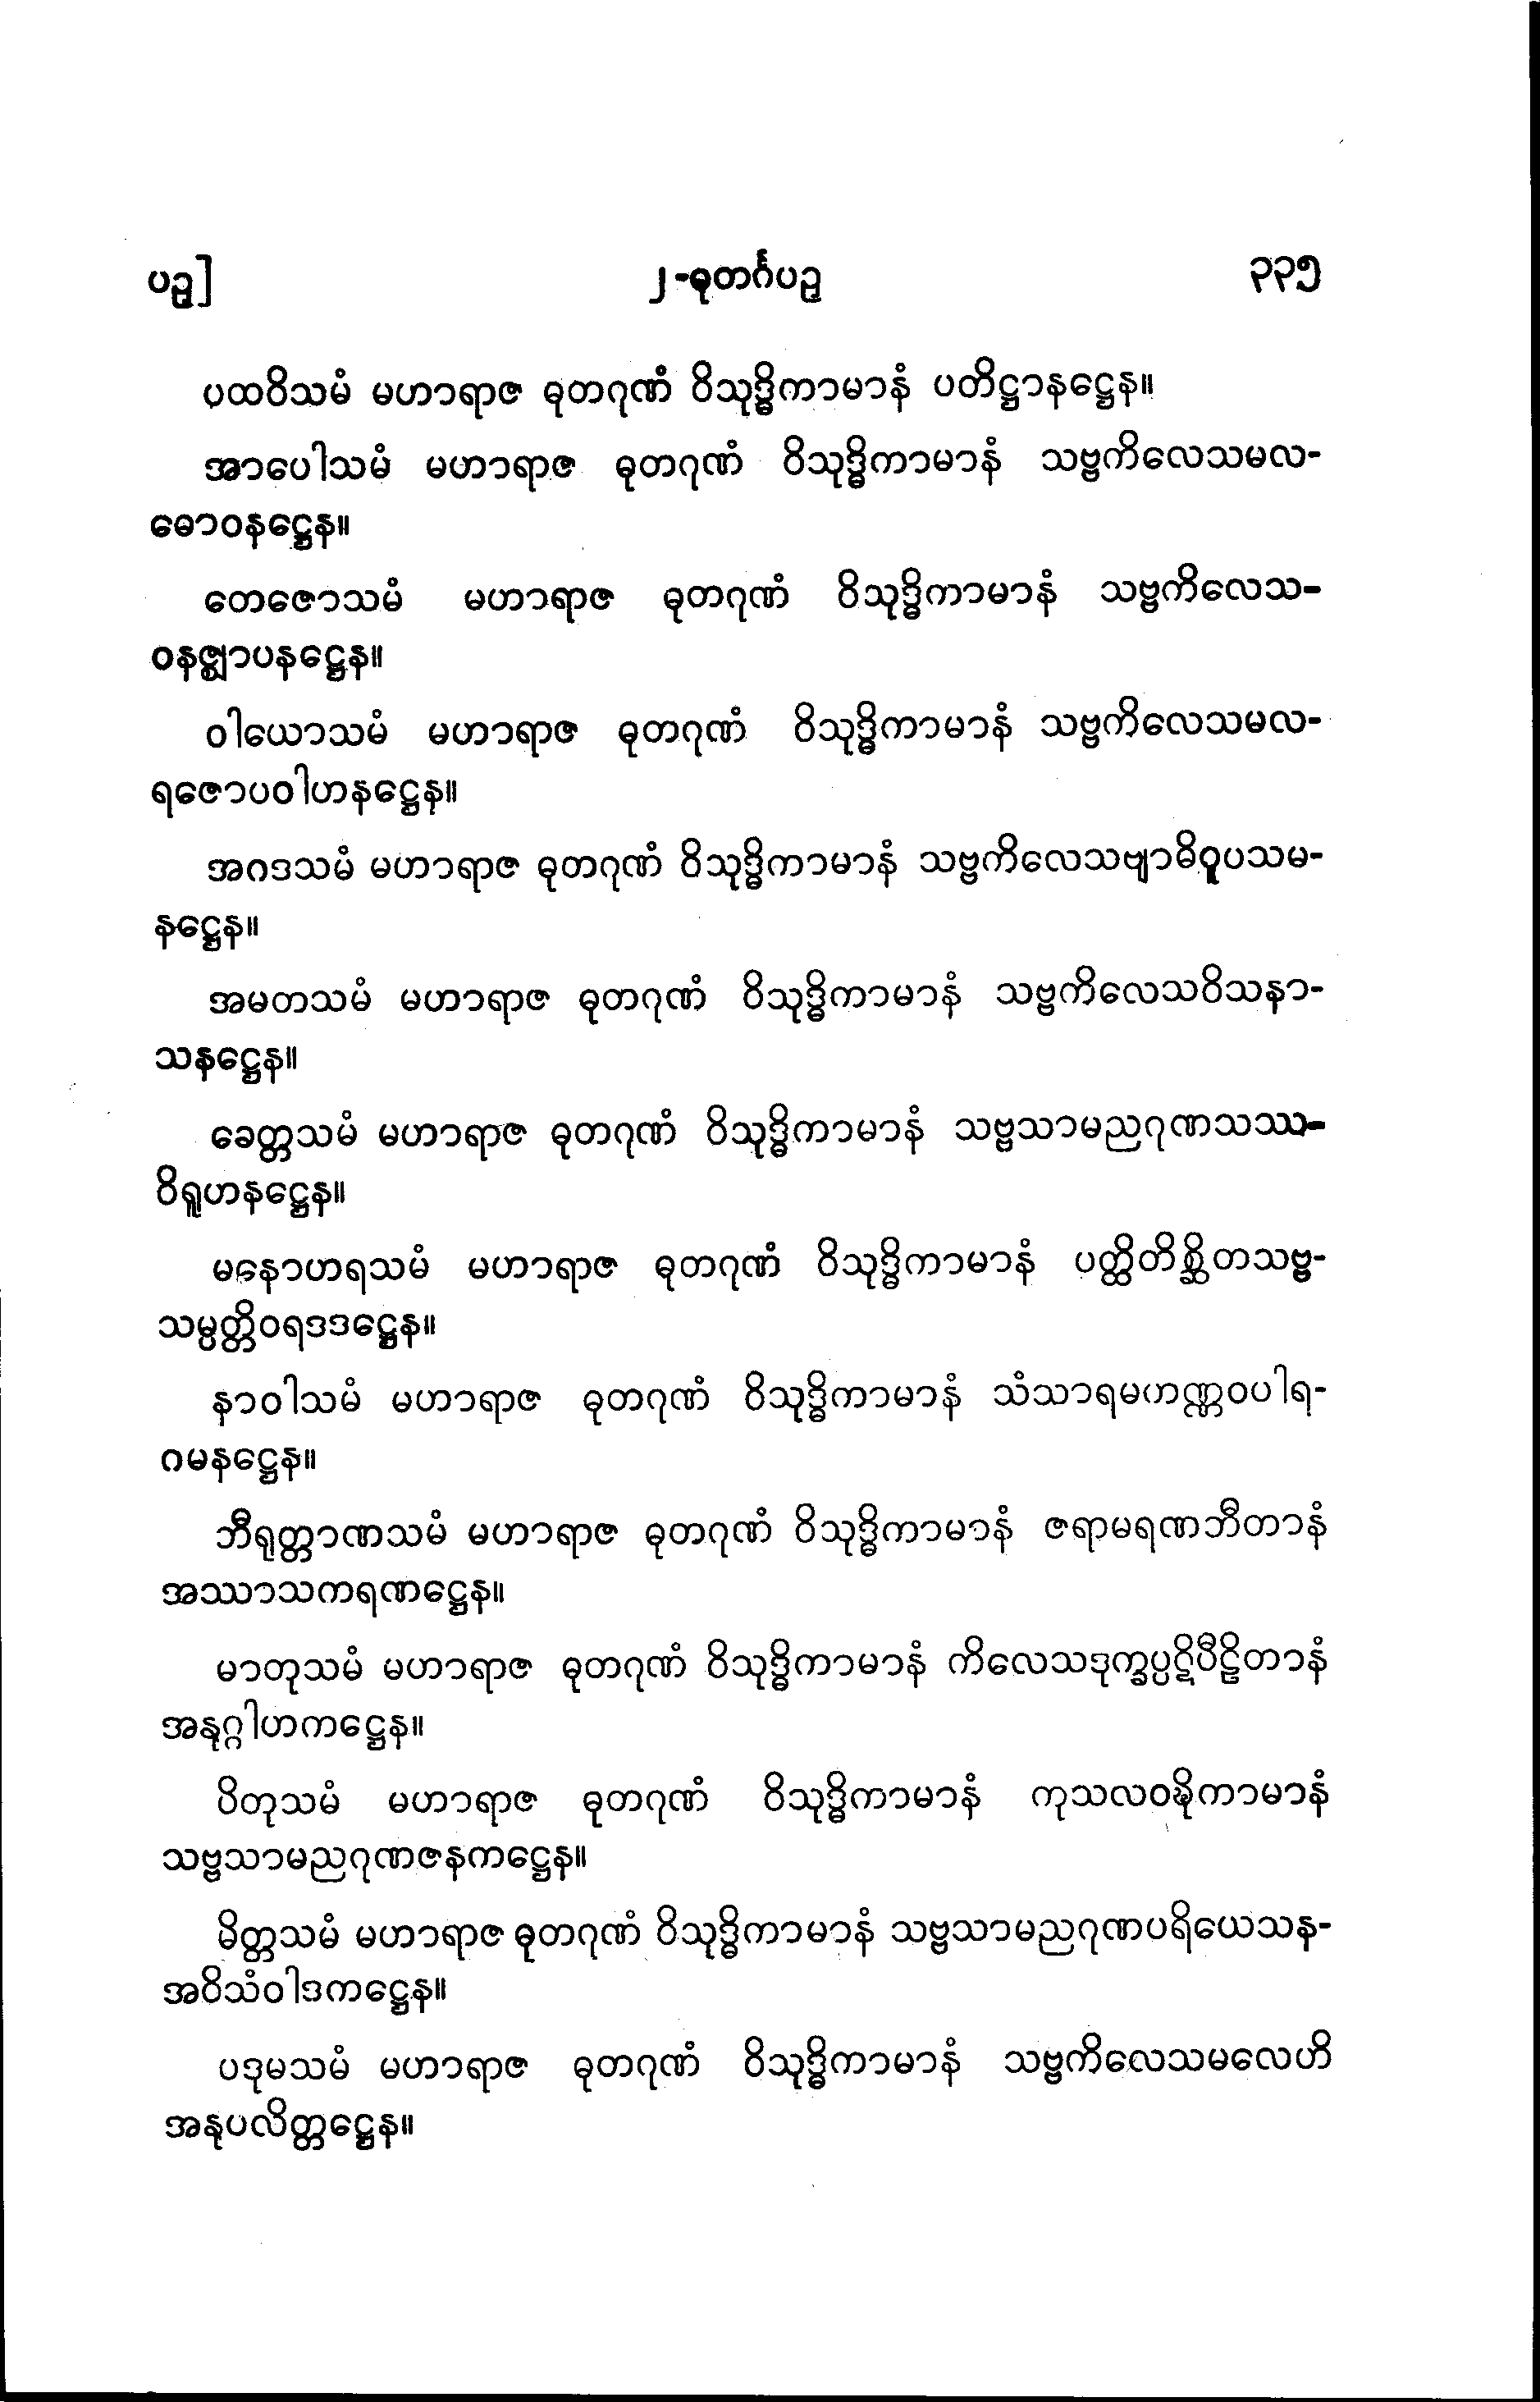 ပဉှ]
၂-ဓုတင်္ဂပဉှ
၃၃၅
ပထဝိသမံ မဟာရာဇ ဓုတဂုဏံ ဝိသုဒ္ဓိကာမာနံ ပတိဋ္ဌာနဋ္ဌေန။
အာပေါသမံ မဟာရာဇ ဓုတဂုဏံ ဝိသုဒ္ဓိကာမာနံ သဗ္ဗကိလေသမလ-
ဓောဝနဋ္ဌေန။
တေဇောသမံ မဟာရာဇ ဓုတဂုဏံ ဝိသုဒ္ဓိကာမာနံ သဗ္ဗကိလေသ-
ဝနဇ္ဈာပနဋ္ဌေန။
ဝါယောသမံ မဟာရာဇ ဓုတဂုဏံ ဝိသုဒ္ဓိကာမာနံ သဗ္ဗကိလေသမလ-
ရဇောပဝါဟနဋ္ဌေန။
အဂဒသမံ မဟာရာဇ ဓုတဂုဏံ ဝိသုဒ္ဓိကာမာနံ သဗ္ဗကိလေသဗျာဓိဝူပသမ-
နဋ္ဌေန။
အမတသမံ မဟာရာဇ ဓုတဂုဏံ ဝိသုဒ္ဓိကာမာနံ သဗ္ဗကိလေသဝိသနာ-
သနဋ္ဌေန။
ခေတ္တသမံ မဟာရာဇ ဓုတဂုဏံ ဝိသုဒ္ဓိကာမာနံ သဗ္ဗသာမညဂုဏသဿ-
ဝိရူဟနဋ္ဌေန။
မနောဟရသမံ မဟာရာဇ ဓုတဂုဏံ ဝိသုဒ္ဓိကာမာနံ ပတ္ထိတိစ္ဆိတသဗ္ဗ-
သမ္ပတ္တိဝရဒဒဋ္ဌေန။
နာဝါသမံ မဟာရာဇ ဓုတဂုဏံ ဝိသုဒ္ဓိကာမာနံ သံသာရမဟဏ္ဏဝပါရ-
ဂမနဋ္ဌေန။
ဘီရုတ္တာဏသမံ မဟာရာဇ ဓုတဂုဏံ ဝိသုဒ္ဓိကာမာနံ ဇရာမရဏဘီတာနံ
အဿာသကရဏဋ္ဌေန။
မာတုသမံ မဟာရာဇ ဓုတဂုဏံ ဝိသုဒ္ဓိကာမာနံ ကိလေသဒုက္ခပ္ပဋိပီဠိတာနံ
အနုဂ္ဂါဟကဋ္ဌေန။
ပိတုသမံ မဟာရာဇ ဓုတဂုဏံ ဝိသုဒ္ဓိကာမာနံ ကုသလဝဍ္ဎိကာမာနံ
သဗ္ဗသာမညဂုဏဇနကဋ္ဌေန။
မိတ္တသမံ မဟာရာဇ ဓုတဂုဏံ ဝိသုဒ္ဓိကာမာနံ သဗ္ဗသာမညဂုဏပရိယေသန-
အဝိသံဝါဒကဋ္ဌေန။
ပဒုမသမံ မဟာရာဇ ဓုတဂုဏံ ဝိသုဒ္ဓိကာမာနံ သဗ္ဗကိလေသမလေဟိ
အနုပလိတ္တဋ္ဌေန။